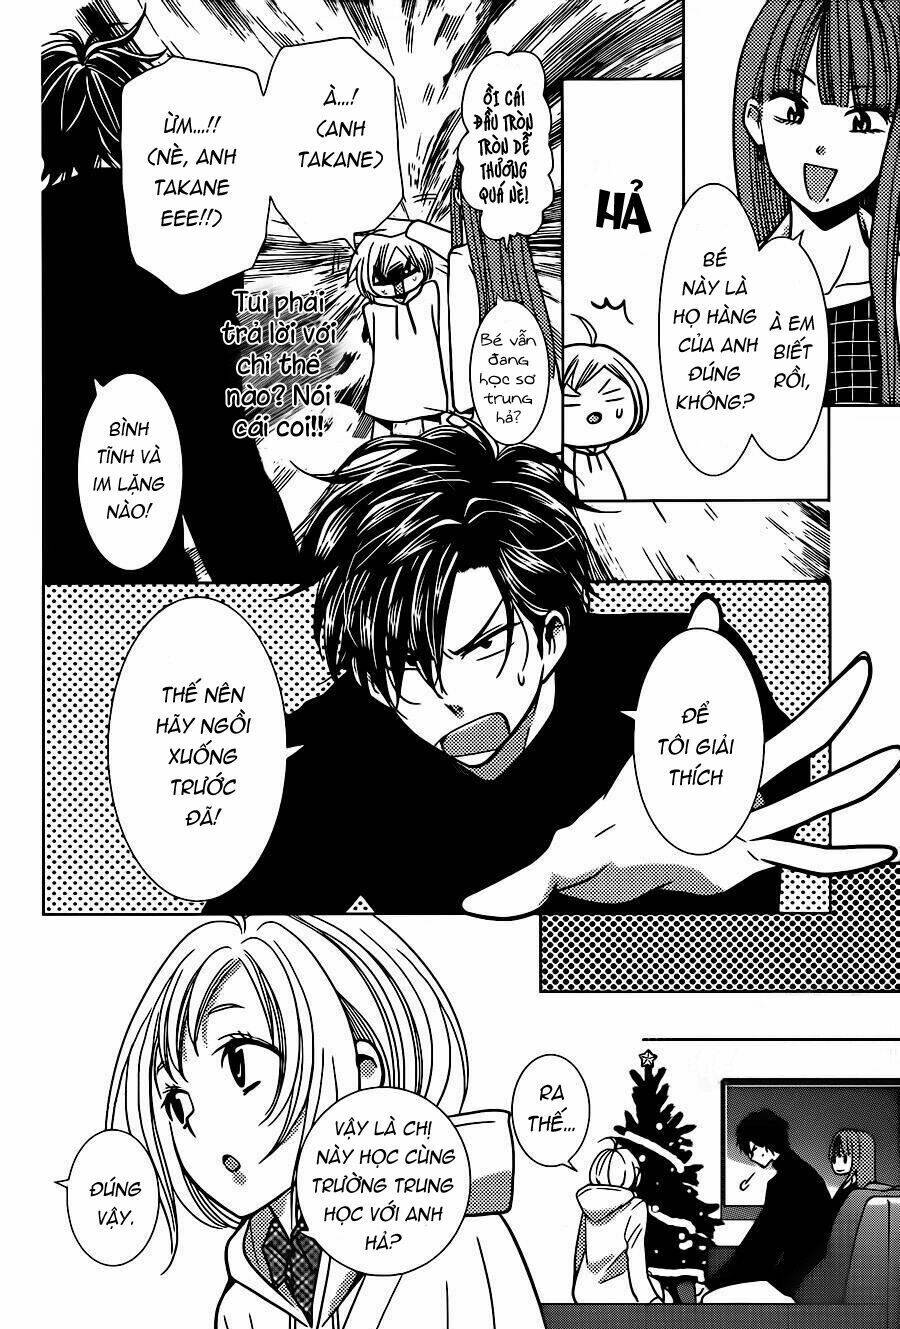 À EM
BIẾT
RỒI,
BÉ
NÀY LÀ
HỌ HÀNG
CỦA ANH
ĐÚNG
KHÔNG?
HẢ
ỒI CÁI
ĐẦU TRÒN
TRÒN DỄ
THƯƠNG
QUÁ NÈ!
Bé vẫn
đang
học sơ
trung
hả?
À...!
(ANH
TAKANE)
ỪM...!!
(NÈ, ANH
TAKANE
EEE!!)
Tui phải
trả lời với
chi thế
nào? Nói
cái coi!!
BÌNH
TĨNH VÀ
IM LẶNG
NÀO!
ĐỂ
TÔI GIẢI
THÍCH
THẾ NÊN
HÃY NGỒI
XUỐNG
TRƯỚC
ĐÃ!
RA
THẾ...
VẬY LÀ CHỊ
NÀY HỌC CÙNG
TRƯỜNG TRUNG
HỌC VỚI ANH
HẢ?
ĐÚNG
VẬY.